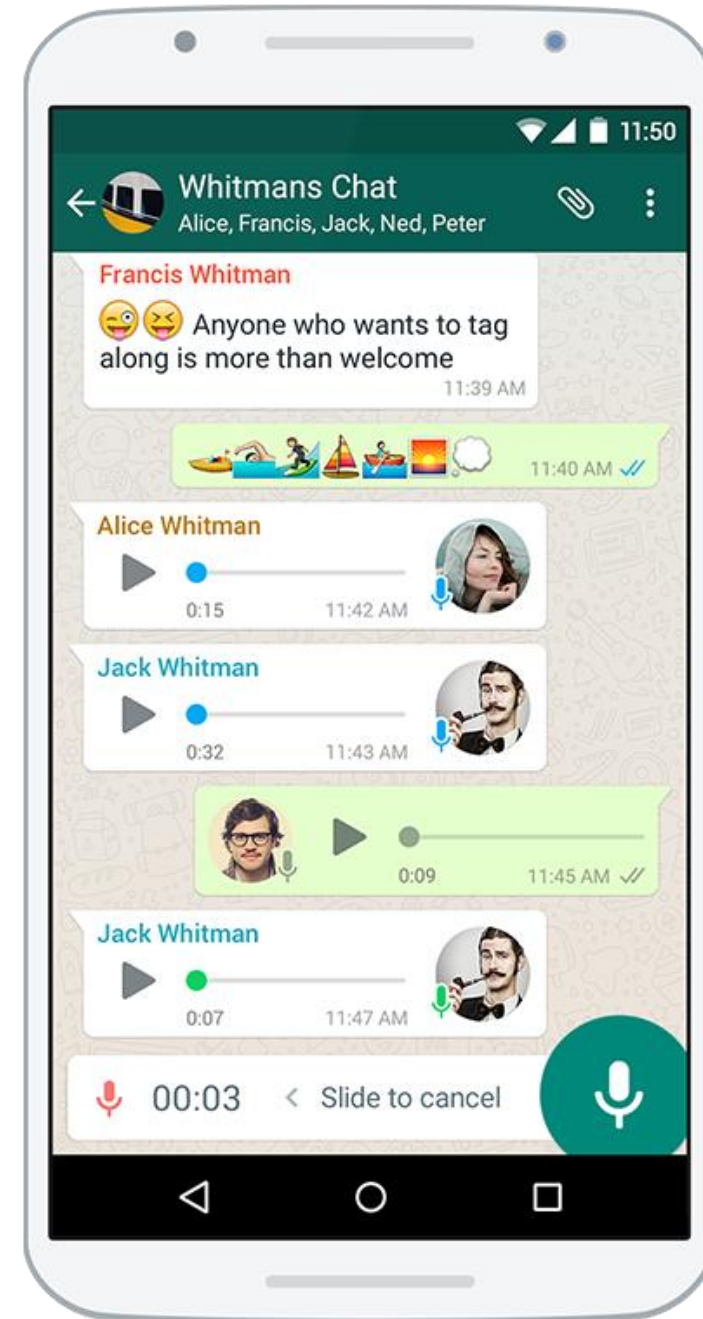 11:50
Whitmans Chat
Alice, Francis, Jack, Ned, Peter
Francis Whitman
😜😝 Anyone who wants to tag
along is more than welcome
11:39 AM
🚤🏊🏄⛵🚣🌅💭 11:40 AM
Alice Whitman
0:15 11:42 AM
Jack Whitman
0:32 11:43 AM
0:09 11:45 AM
Jack Whitman
0:07 11:47 AM
00:03 < Slide to cancel